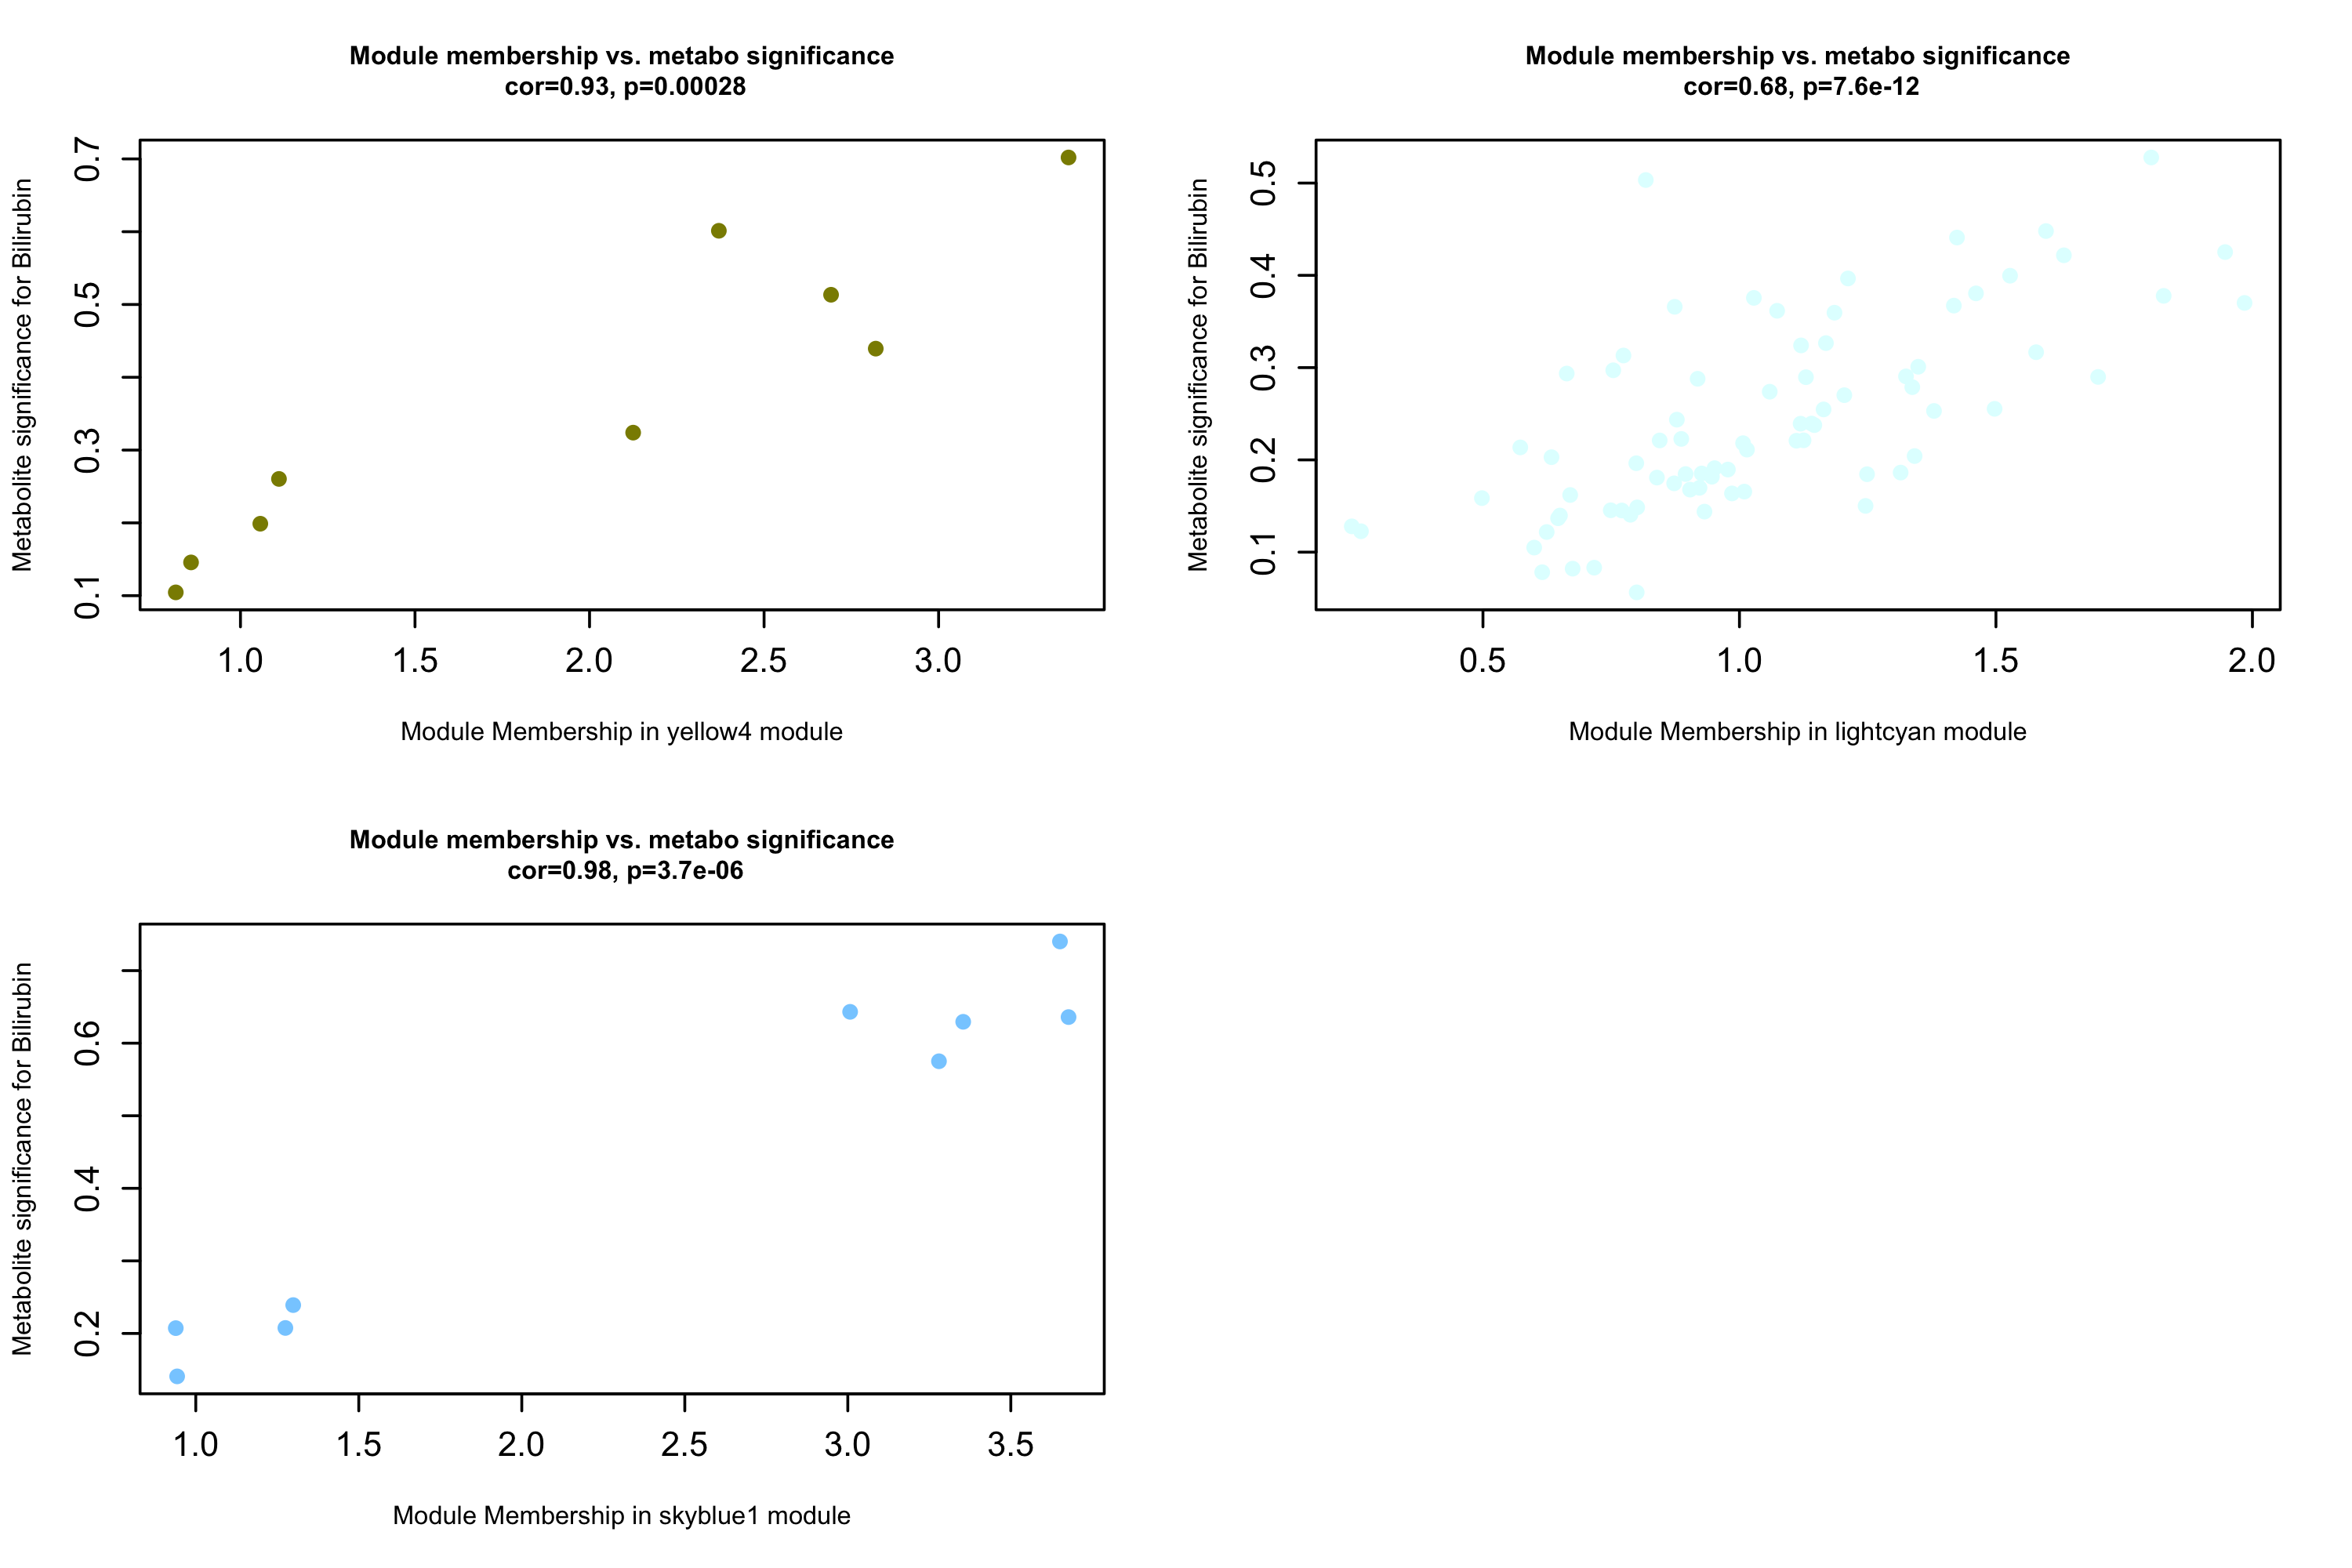 Module membership vs. metabo significance
cor=0.93, p=0.00028
Metabolite significance for Bilirubin
0.7
0.5
0.3
0.1
1.0 1.5 2.0 2.5 3.0
Module Membership in yellow4 module
Module membership vs. metabo significance
cor=0.68, p=7.6e-12
Metabolite significance for Bilirubin
0.5
0.4
0.3
0.2
0.1
0.5 1.0 1.5 2.0
Module Membership in lightcyan module
Module membership vs. metabo significance
cor=0.98, p=3.7e-06
Metabolite significance for Bilirubin
0.6
0.4
0.2
1.0 1.5 2.0 2.5 3.0 3.5
Module Membership in skyblue1 module